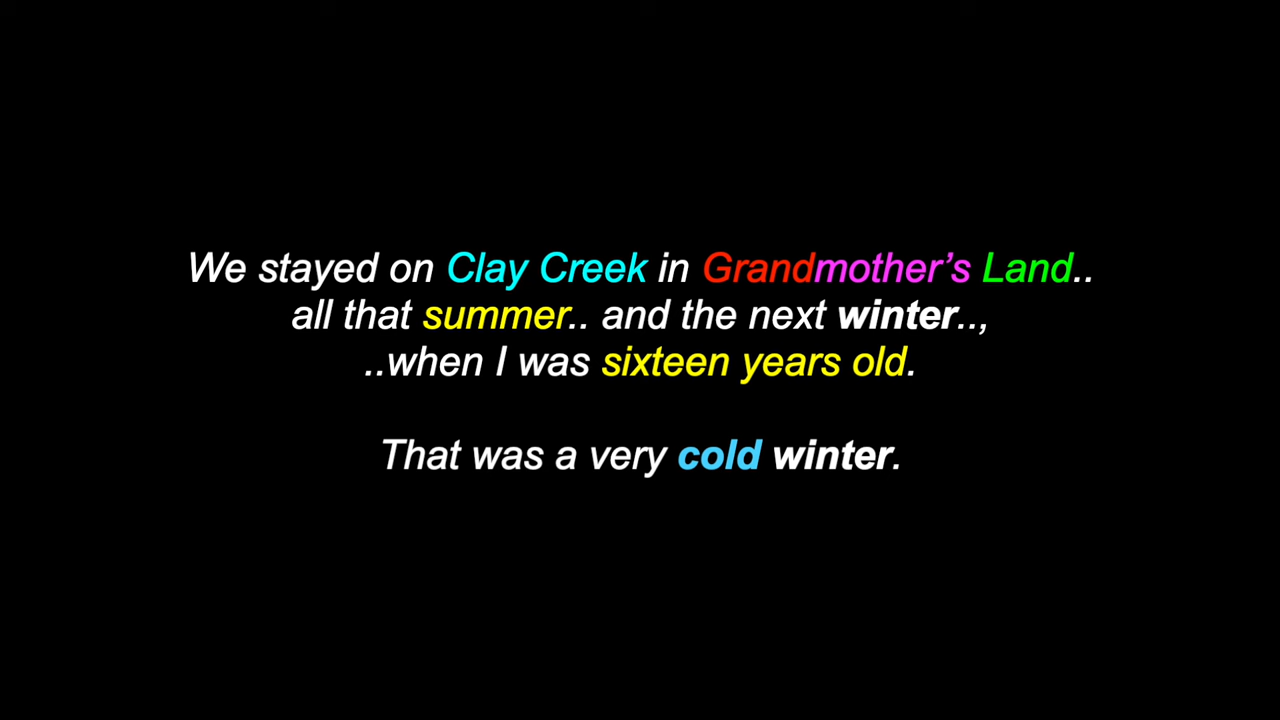 We stayed on Clay Creek in Grandmother’s Land..
all that summer.. and the next winter..,
..when I was sixteen years old.
That was a very cold winter.